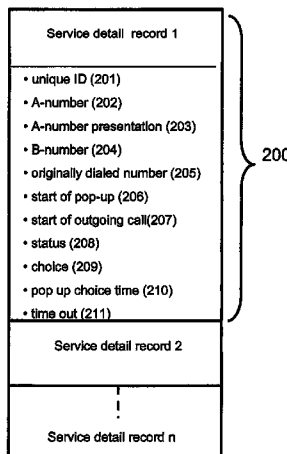 Service detail record 1
• unique ID (201)
• A-number (202)
• A-number presentation (203)
• B-number (204)
• originally dialed number (205)
• start of pop-up (206)
• start of outgoing call(207)
• status (208)
• choice (209)
• pop up choice time (210)
• time out (211)
200
Service detail record 2
Service detail record n